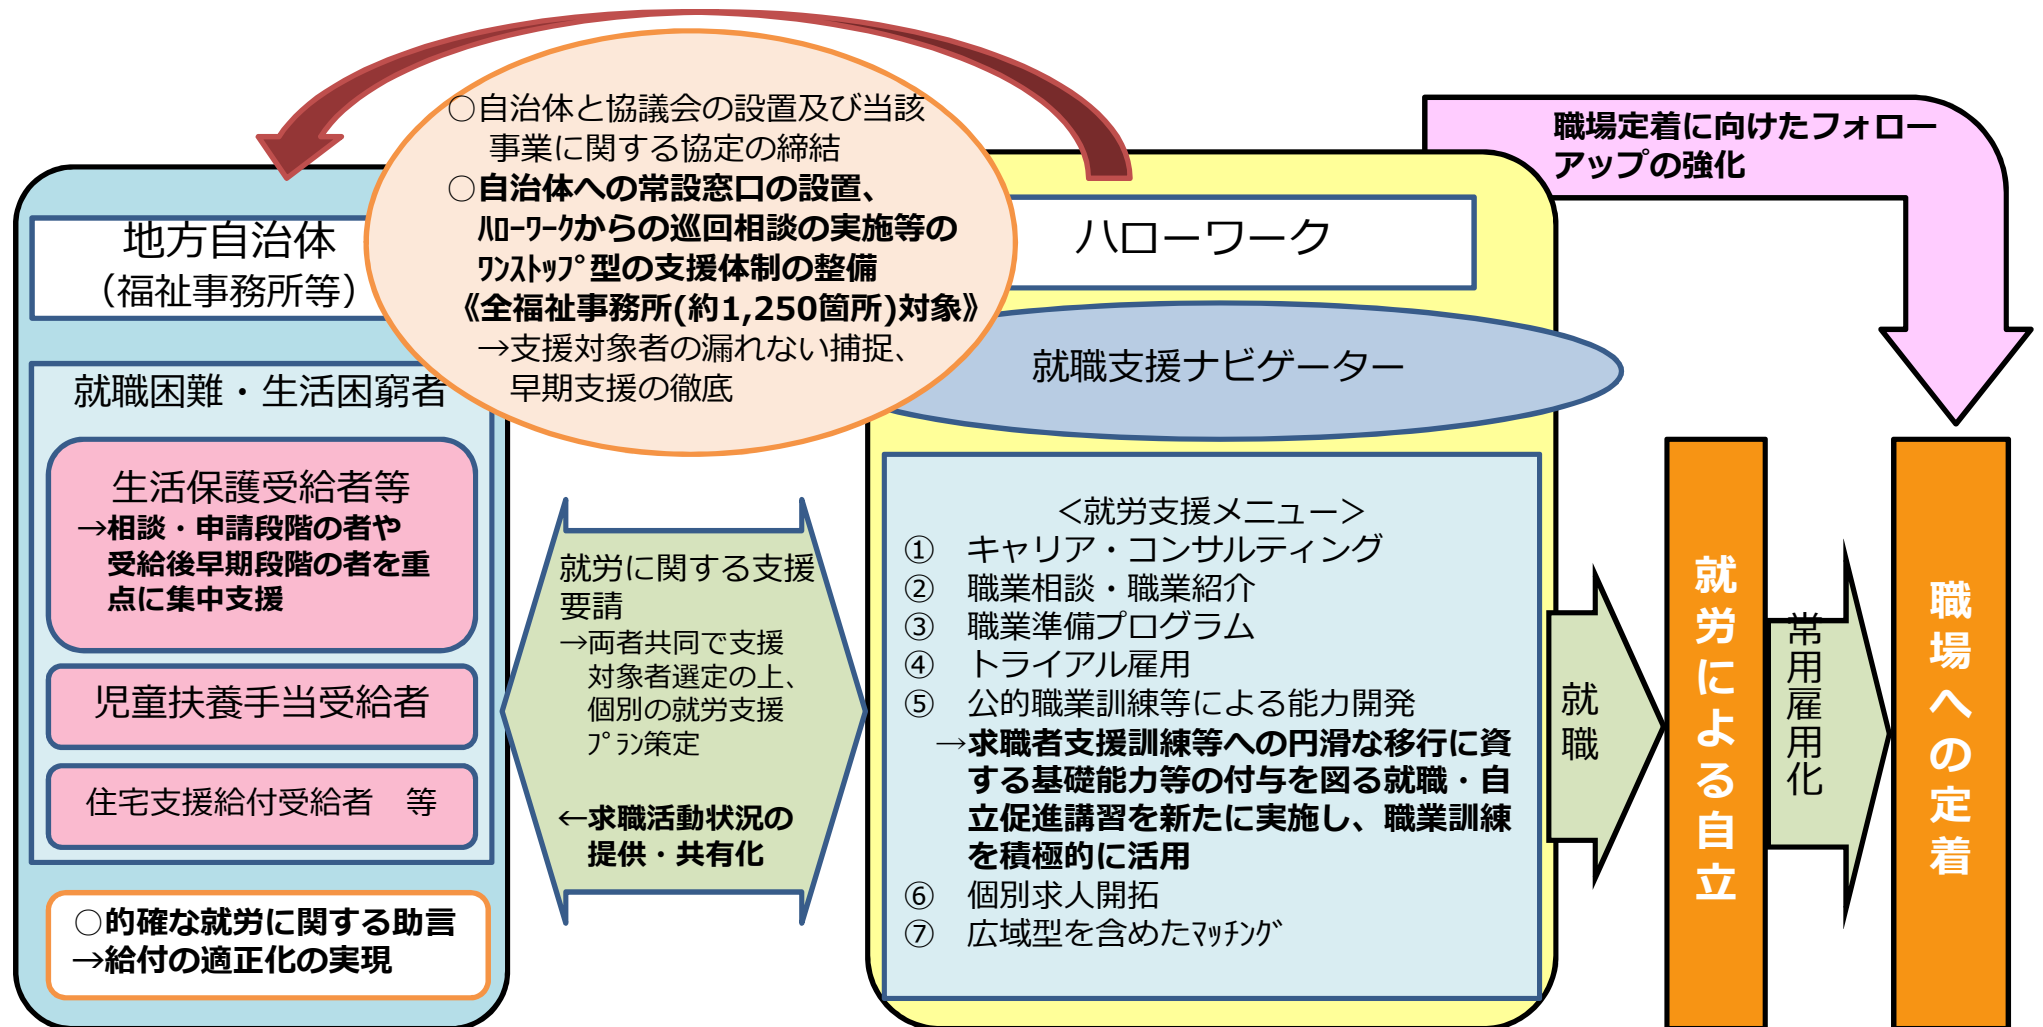 ○自治体と協議会の設置及び当該
事業に関する協定の締結
○自治体への常設窓口の設置、
ﾊﾛｰﾜｰｸからの巡回相談の実施等の
ﾜﾝｽﾄｯﾌﾟ型の支援体制の整備
《全福祉事務所(約1,250箇所)対象》
→支援対象者の漏れない捕捉、
早期支援の徹底
職場定着に向けたフォロー
アップの強化
地方自治体
（福祉事務所等）
就職困難・生活困窮者
生活保護受給者等
→相談・申請段階の者や
受給後早期段階の者を重
点に集中支援
児童扶養手当受給者
住宅支援給付受給者　等
○的確な就労に関する助言
→給付の適正化の実現
就労に関する支援
要請
→両者共同で支援
対象者選定の上、
個別の就労支援
ﾌﾟﾗﾝ策定
←求職活動状況の
提供・共有化
ハローワーク
就職支援ナビゲーター
＜就労支援メニュー＞
①　キャリア・コンサルティング
②　職業相談・職業紹介
③　職業準備プログラム
④　トライアル雇用
⑤　公的職業訓練等による能力開発
→求職者支援訓練等への円滑な移行に資
する基礎能力等の付与を図る就職・自
立促進講習を新たに実施し、職業訓練
を積極的に活用
⑥　個別求人開拓
⑦　広域型を含めたﾏｯﾁﾝｸﾞ
就職
就労による自立
常用雇用化
職場への定着